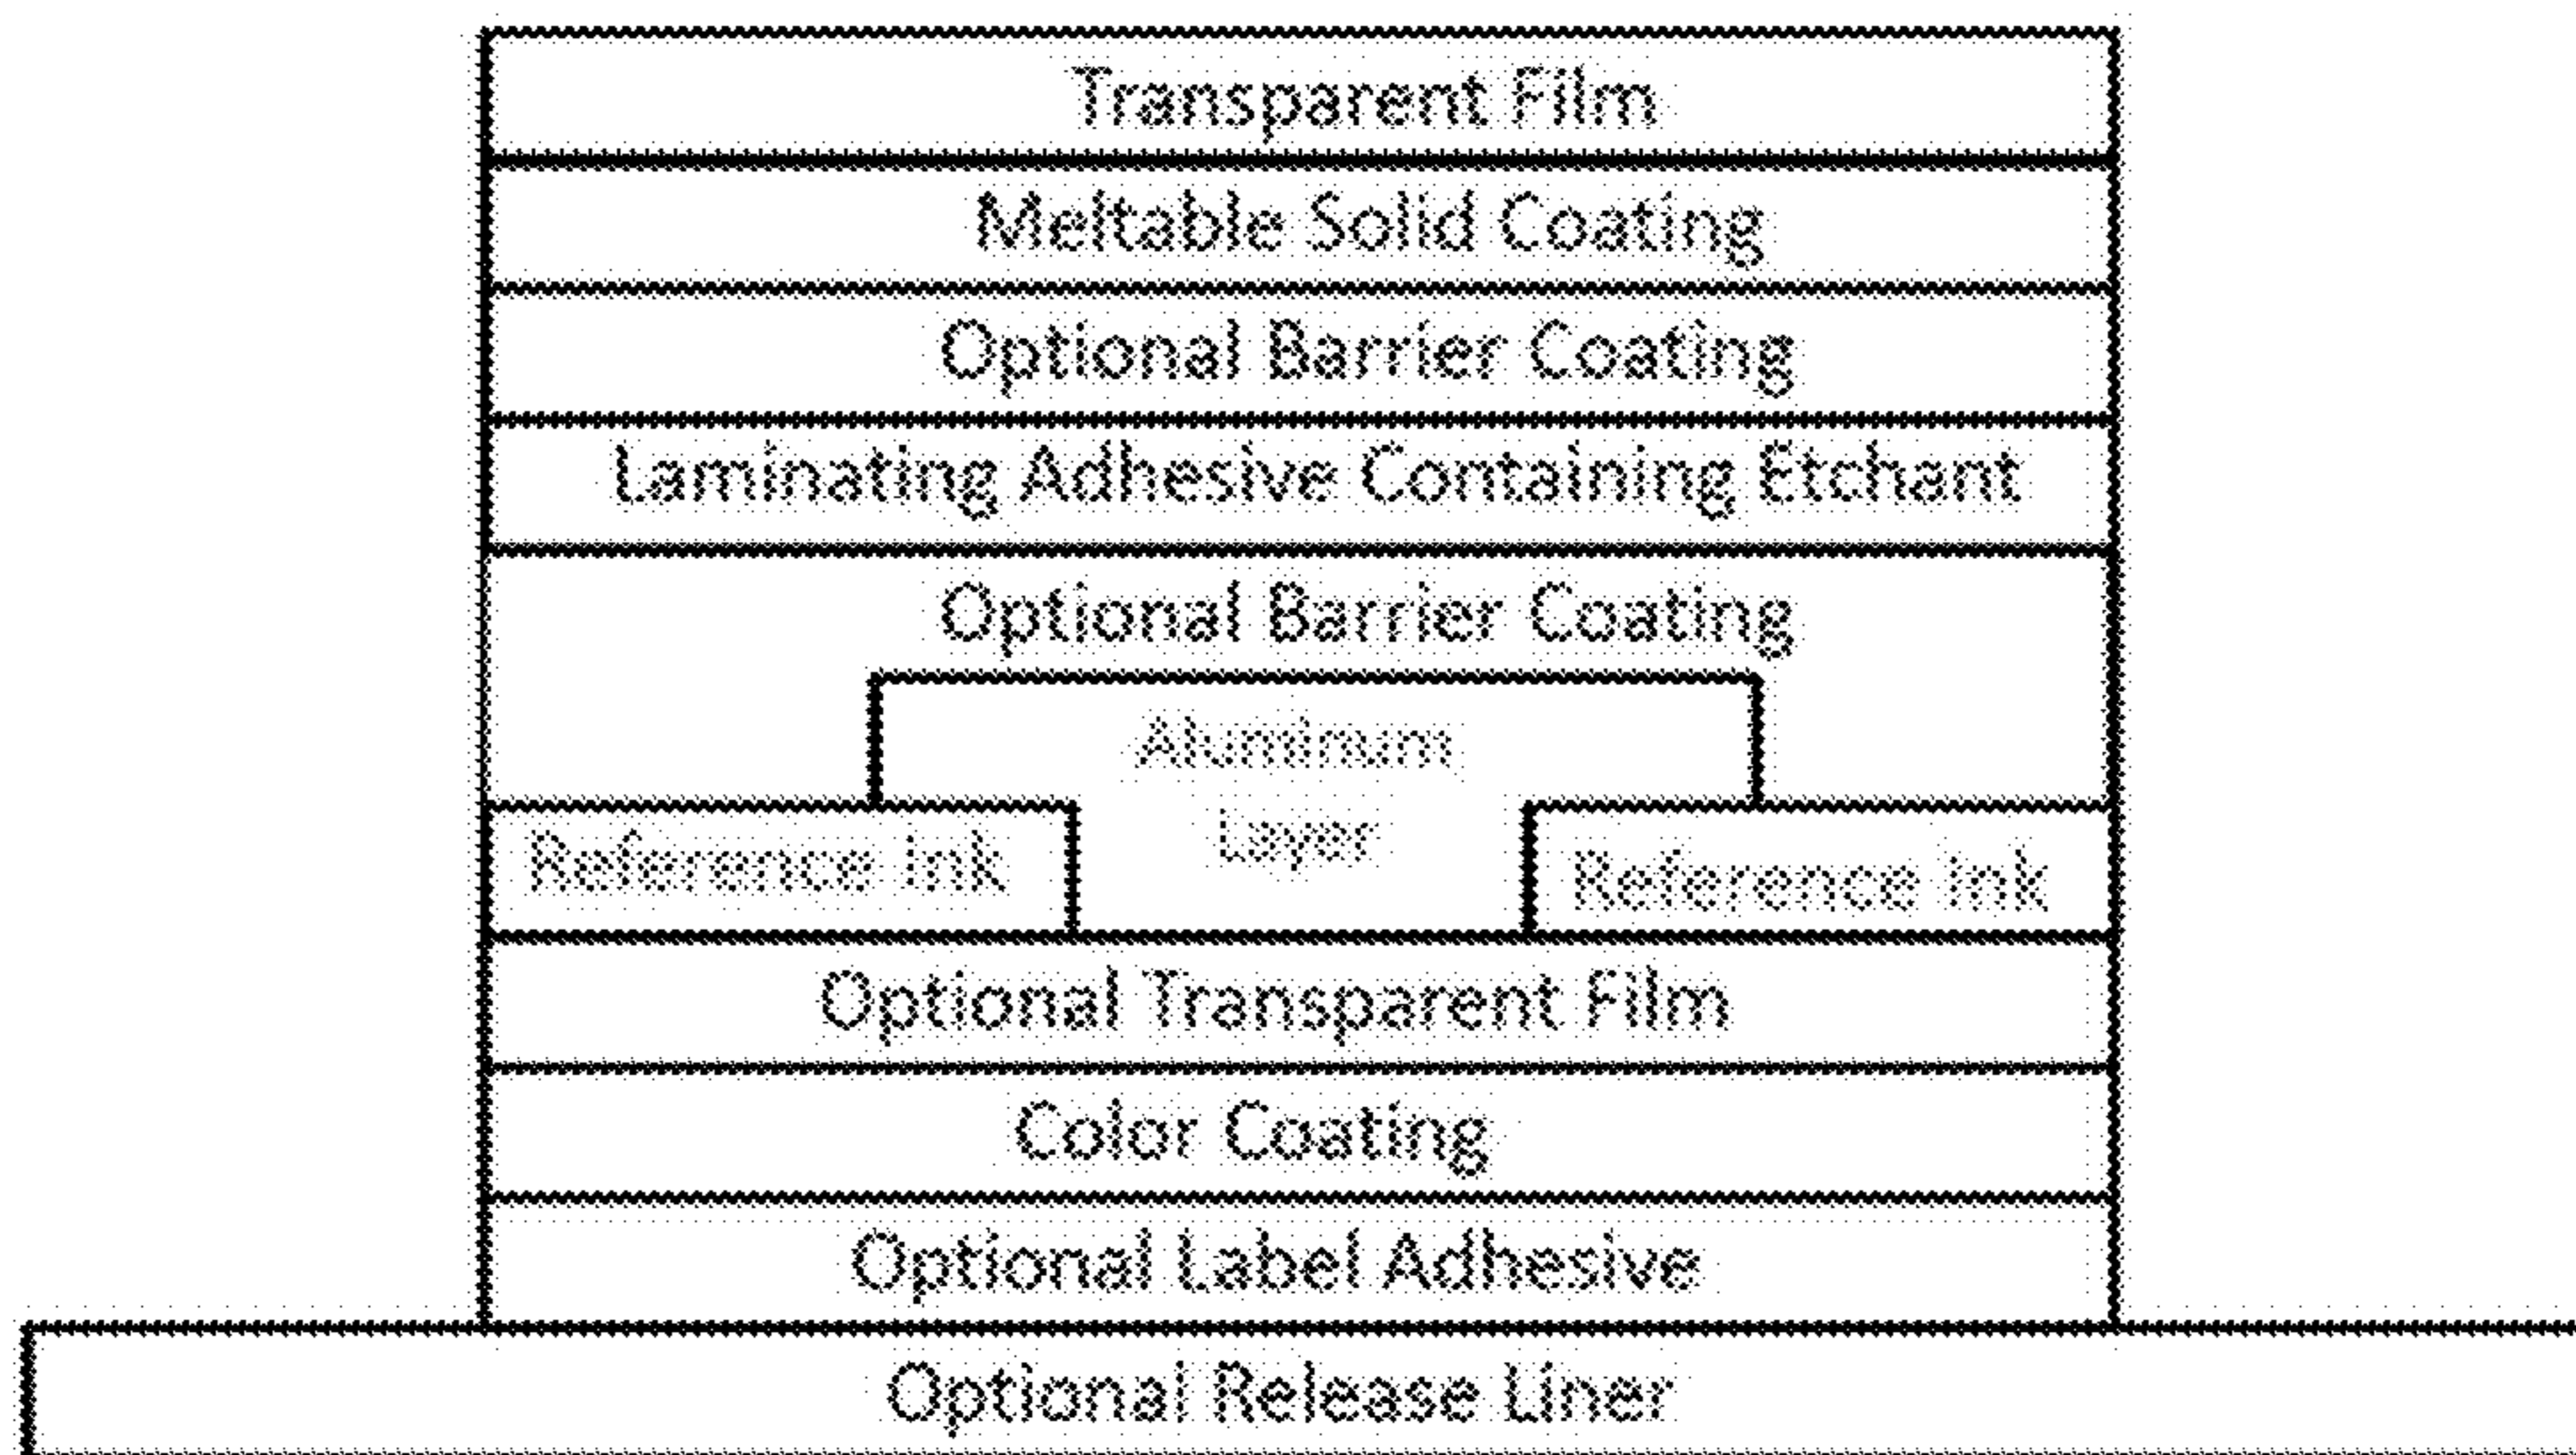 Transparent Film
Meltable Solid Coating
Optional Barrier Coating
Laminating Adhesive Containing Etchant
Optional Barrier Coating
Aluminum
Layer
Reference Ink
Reference Ink
Optional Transparent Film
Color Coating
Optional Label Adhesive
Optional Release Liner